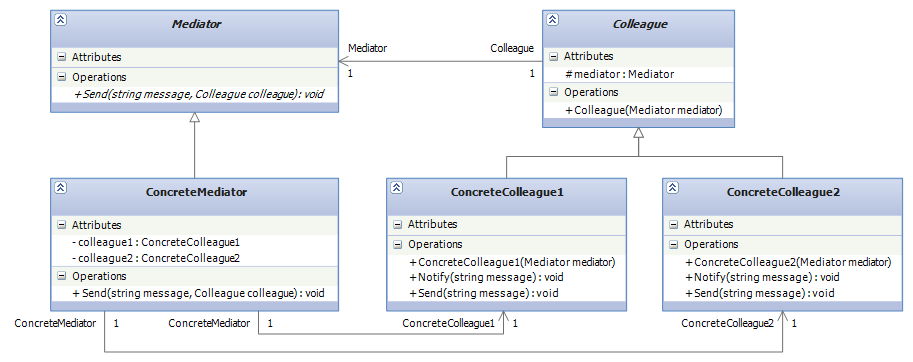 Mediator
Attributes
Operations
+ Send(string message, Colleague colleague) : void
Mediator
1
Colleague
1
Colleague
Attributes
# mediator : Mediator
Operations
+ Colleague(Mediator mediator)
ConcreteMediator
Attributes
- colleague1 : ConcreteColleague1
- colleague2 : ConcreteColleague2
Operations
+ Send(string message, Colleague colleague) : void
ConcreteColleague1
Attributes
Operations
+ ConcreteColleague1(Mediator mediator)
+ Notify(string message) : void
+ Send(string message) : void
ConcreteColleague2
Attributes
Operations
+ ConcreteColleague2(Mediator mediator)
+ Notify(string message) : void
+ Send(string message) : void
ConcreteMediator 1
ConcreteMediator 1
ConcreteColleague1 1
ConcreteColleague2 1